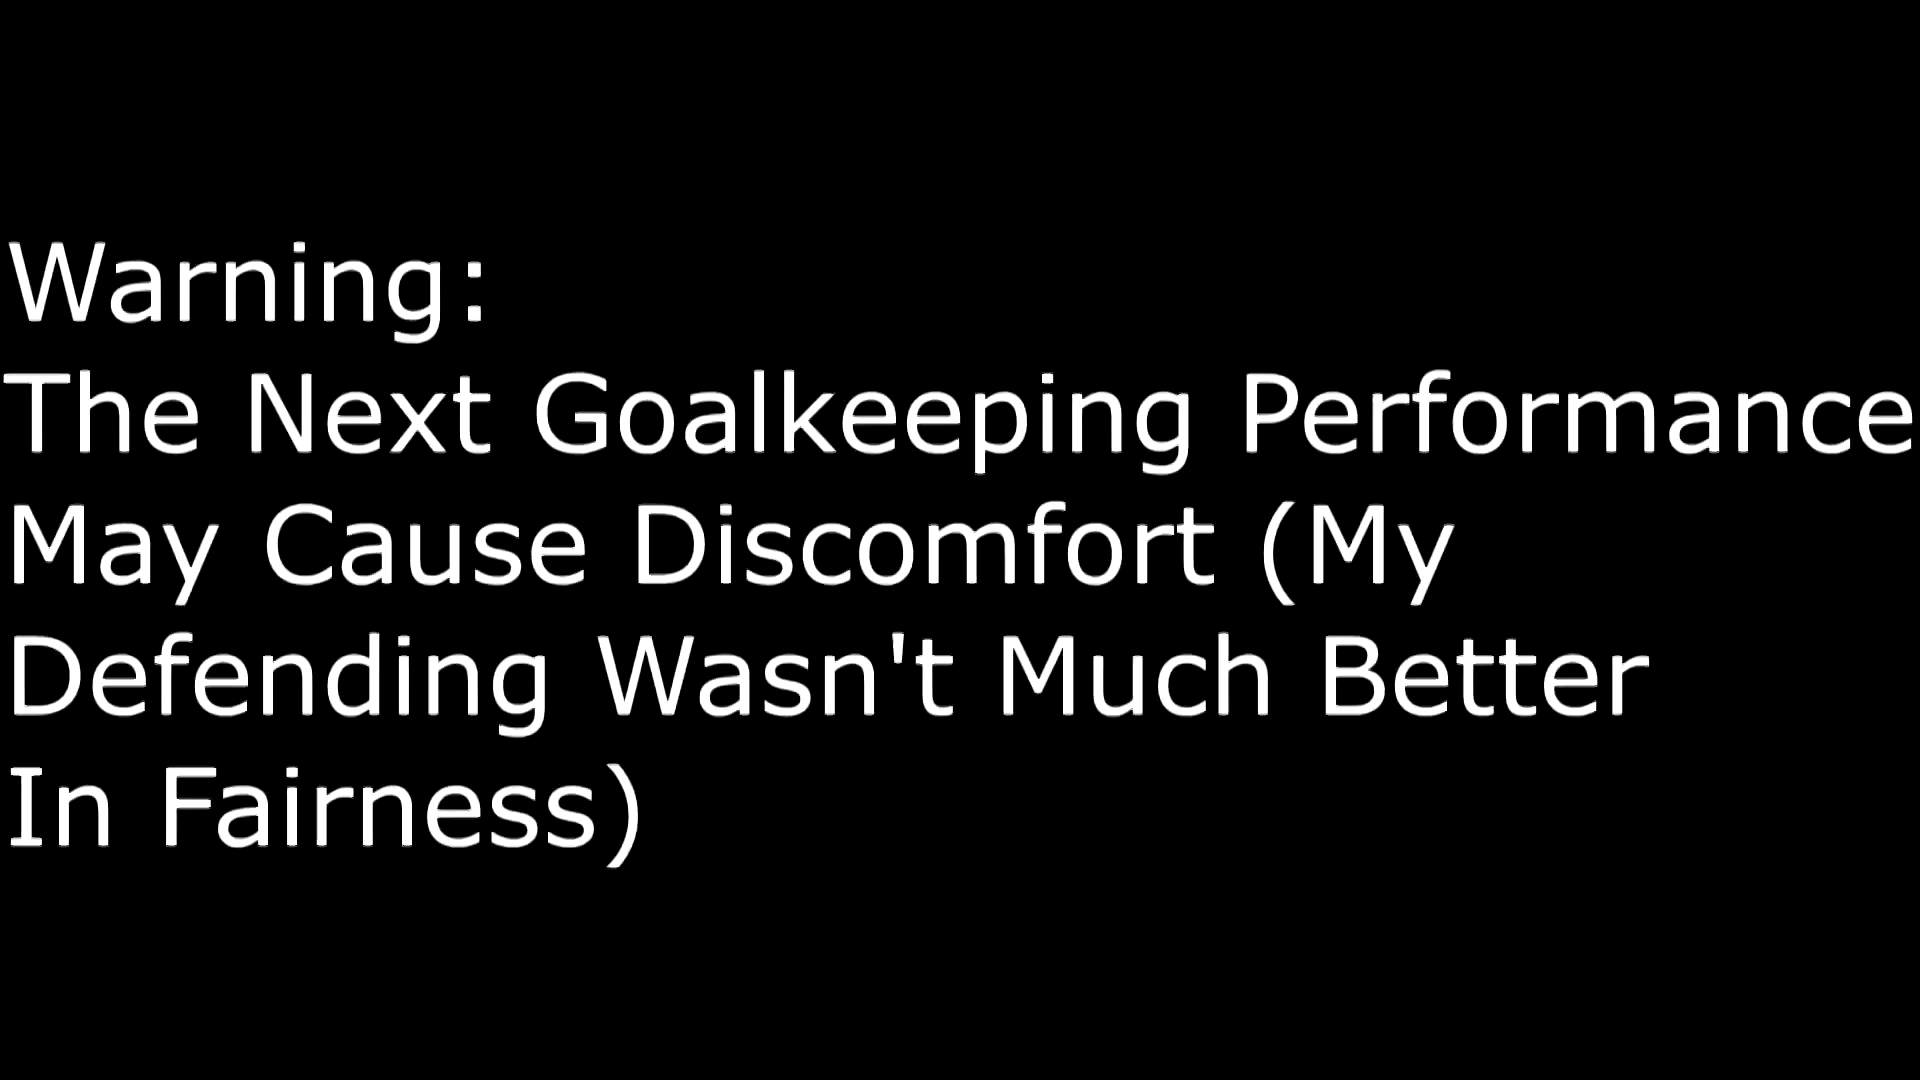 Warning:
The Next Goalkeeping Performance
May Cause Discomfort (My
Defending Wasn't Much Better
In Fairness)